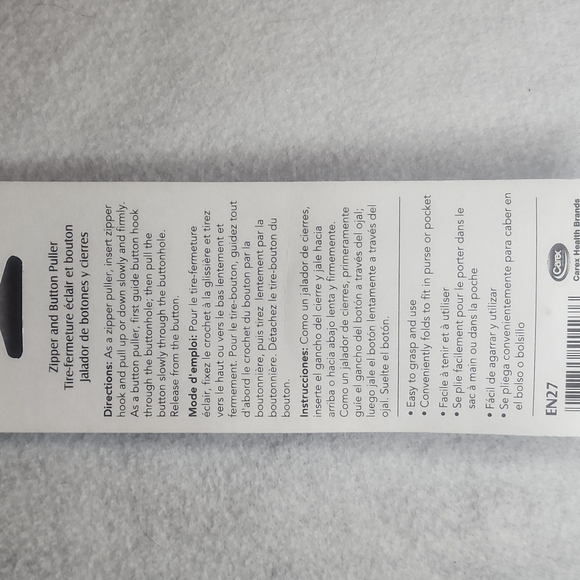 Zipper and Button Puller
Tire-fermeture éclair et bouton
Jalador de botones y cierres
Directions: As a zipper puller, insert zipper
hook and pull up or down slowly and firmly.
As a button puller, first guide button hook
through the buttonhole; then pull the
button slowly through the buttonhole.
Release from the button.
Mode d'emploi: Pour le tire-fermeture
éclair, fixez le crochet à la glissière et tirez
vers le haut ou vers le bas lentement et
fermement. Pour le tire-bouton, guidez tout
d'abord le crochet du bouton par la
boutonnière, puis tirez lentement par la
boutonnière. Détachez le tire-bouton du
bouton.
Instrucciones: Como un jalador de cierres,
inserte el gancho del cierre y jale hacia
arriba o hacia abajo lenta y firmemente.
Como un jalador de cierres, primeramente
guíe el gancho del botón a través del ojal;
luego jale el botón lentamente a través del
ojal. Suelte el botón.
• Easy to grasp and use
• Conveniently folds to fit in purse or pocket
• Facile à tenir et à utiliser
• Se plie facilement pour le porter dans le
sac à main ou dans la poche
• Fácil de agarrar y utilizar
• Se pliega convenientemente para caber en
el bolso o bolsillo
EN27
Carex
Carex Health Brands